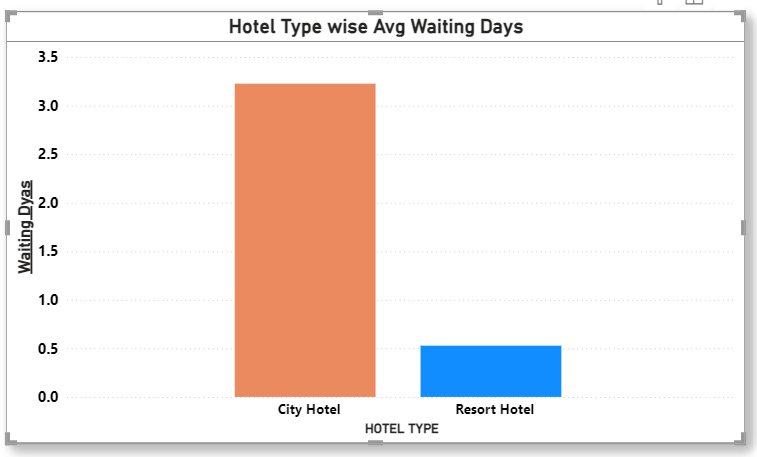 Hotel Type wise Avg Waiting Days
3.5
3.0
2.5
2.0
1.5
1.0
0.5
0.0
Waiting Dyas
City Hotel
Resort Hotel
HOTEL TYPE